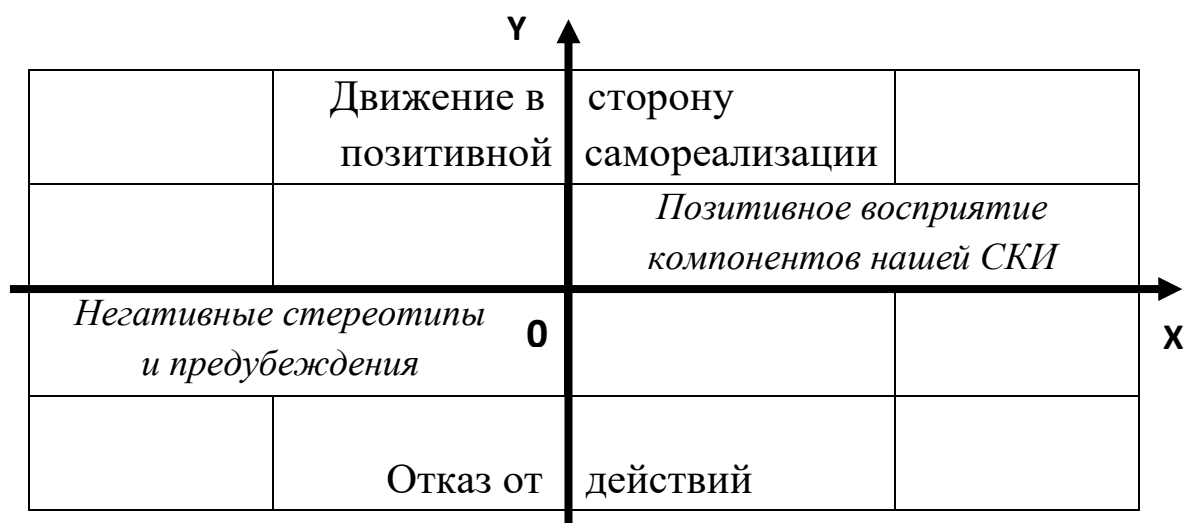 Y
Движение в сторону
позитивной самореализации
Позитивное восприятие
компонентов нашей СКИ
Негативные стереотипы
и предубеждения
0
X
Отказ от действий